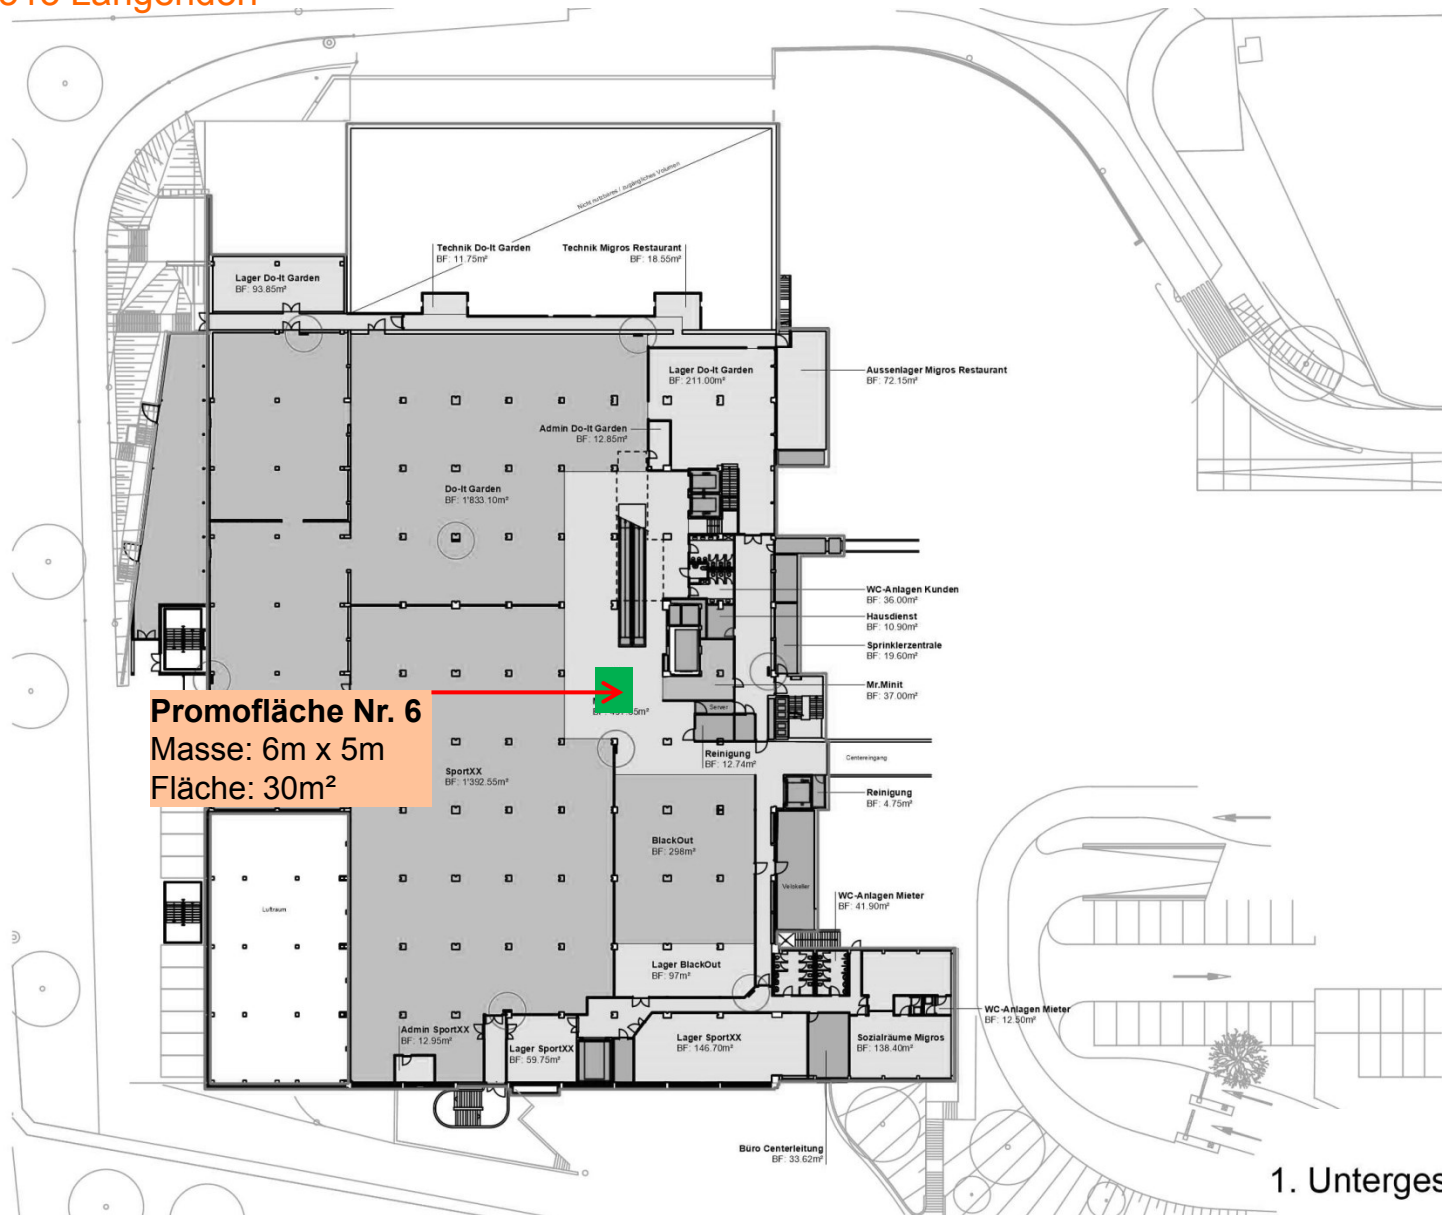 Nicht nutzbares / zugängliches Volumen
Technik Do-It Garden
BF: 11.75m²
Technik Migros Restaurant
BF: 18.55m²
Lager Do-It Garden
BF: 93.85m²
Lager Do-It Garden
BF: 211.00m²
Aussenlager Migros Restaurant
BF: 72.15m²
Admin Do-It Garden
BF: 12.85m²
Do-It Garden
BF: 1'833.10m²
WC-Anlagen Kunden
BF: 36.00m²
Hausdienst
BF: 10.90m²
Sprinklerzentrale
BF: 19.60m²
Mr.Minit
BF: 37.00m²
Promofläche Nr. 6
Masse: 6m x 5m
Fläche: 30m²
Server
Reinigung
BF: 12.74m²
Centereingang
SportXX
BF: 1'392.55m²
Reinigung
BF: 4.75m²
BlackOut
BF: 298m²
Velokeller
WC-Anlagen Mieter
BF: 41.90m²
Luftraum
Lager BlackOut
BF: 97m²
WC-Anlagen Mieter
BF: 12.50m²
Admin SportXX
BF: 12.95m²
Lager SportXX
BF: 59.75m²
Lager SportXX
BF: 146.70m²
Sozialräume Migros
BF: 138.40m²
Büro Centerleitung
BF: 33.62m²
1. Unterges